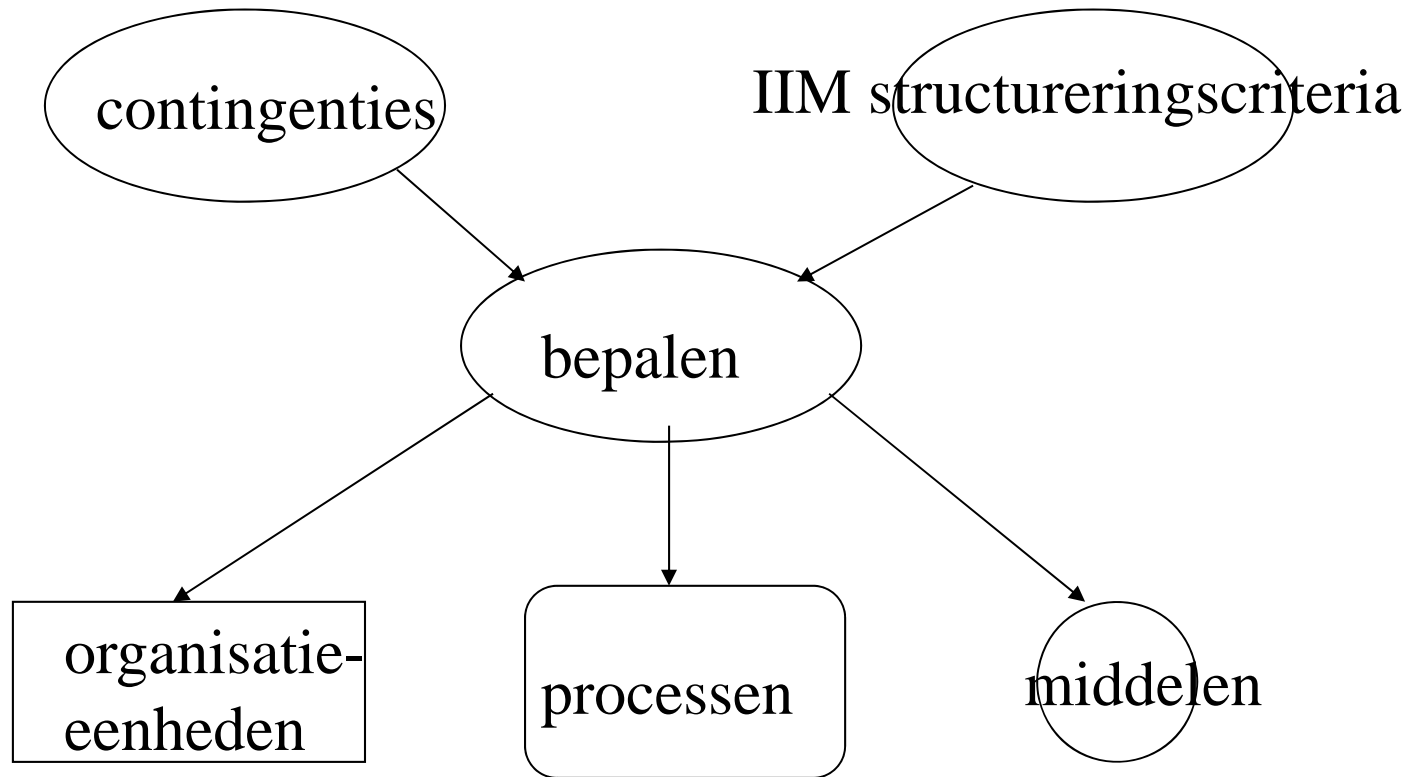 contingenties
IIM structureringscriteria
bepalen
organisatie-
eenheden
processen
middelen